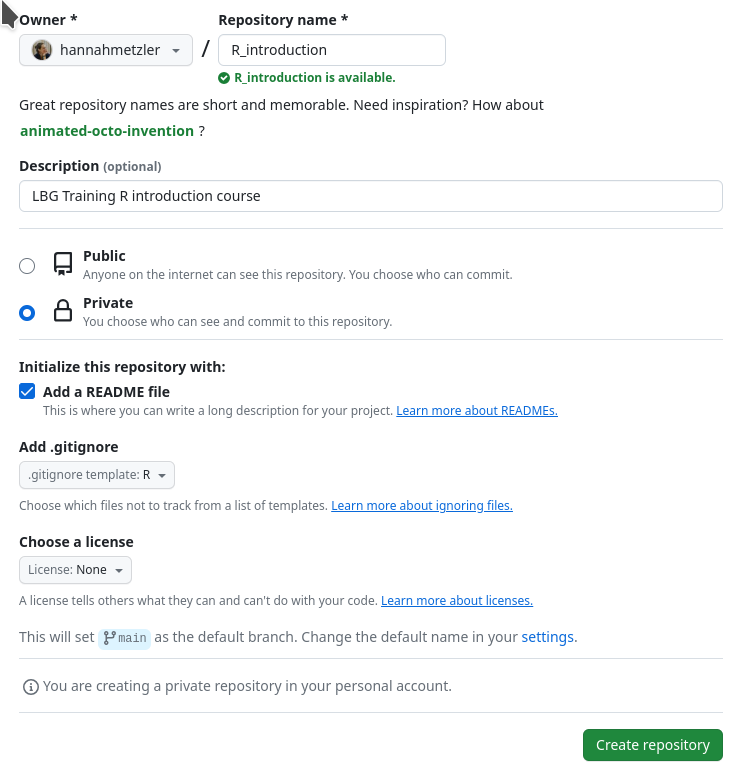 Owner * Repository name *
hannahmetzler / R_introduction
R_introduction is available.
Great repository names are short and memorable. Need inspiration? How about
animated-octo-invention ?
Description (optional)
LBG Training R introduction course
Public
Anyone on the internet can see this repository. You choose who can commit.
Private
You choose who can see and commit to this repository.
Initialize this repository with:
Add a README file
This is where you can write a long description for your project. Learn more about READMEs.
Add .gitignore
.gitignore template: R
Choose which files not to track from a list of templates. Learn more about ignoring files.
Choose a license
License: None
A license tells others what they can and can't do with your code. Learn more about licenses.
This will set main as the default branch. Change the default name in your settings.
You are creating a private repository in your personal account.
Create repository